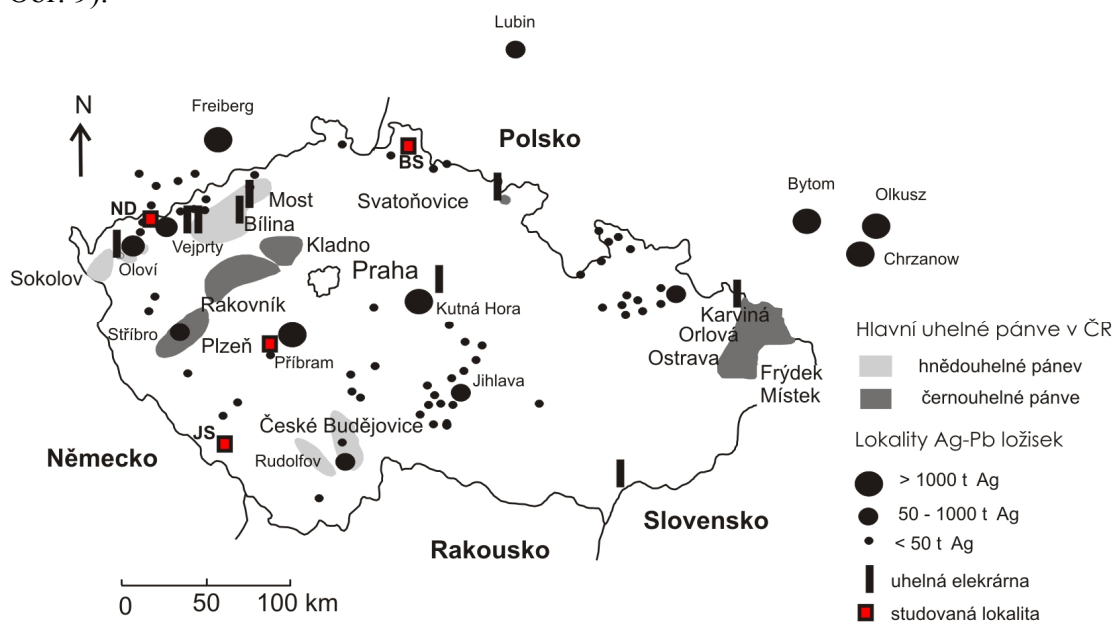 Obr. 9).
Lubin
N
Freiberg
Polsko
BS
Bytom
Olkusz
Most
Svatoňovice
ND
Bílina
Vejprty
Kladno
Chrzanow
Oloví
Sokolov
Praha
Rakovník
Kutná Hora
Karviná
Hlavní uhelné pánve v ČR
Stříbro
Orlová
Plzeň
Ostrava
Příbram
hnědouhelné pánev
Frýdek
Místek
Jihlava
černouhelné pánve
České Budějovice
JS
Lokality Ag-Pb ložisek
Německo
Rudolfov
> 1000 t Ag
50 - 1000 t Ag
Slovensko
< 50 t Ag
Rakousko
uhelná elekrárna
0 50 100 km
studovaná lokalita